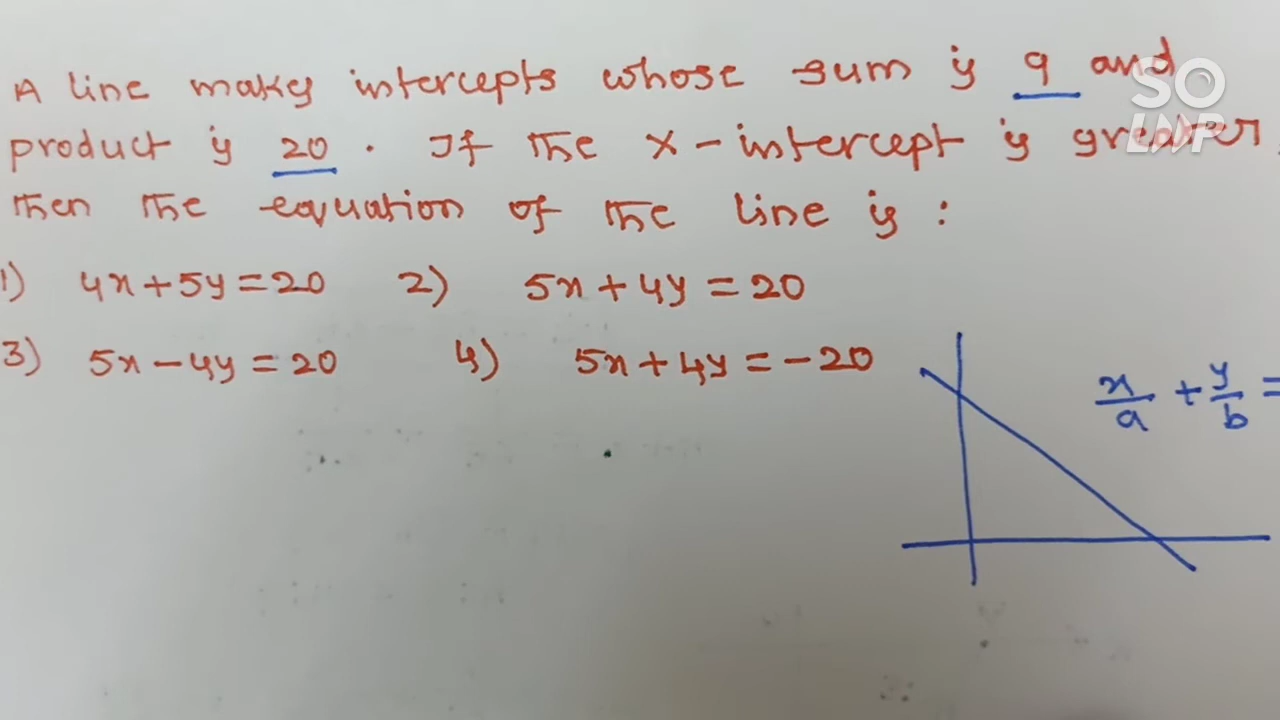 A line makes intercepts whose sum is 9 and
product is 20. If the x-intercept is greater,
then the equation of the line is:
1) 4x+5y=20 2) 5x+4y=20
3) 5x-4y=20 4) 5x+4y=-20
x/a + y/b =
SO
LNP